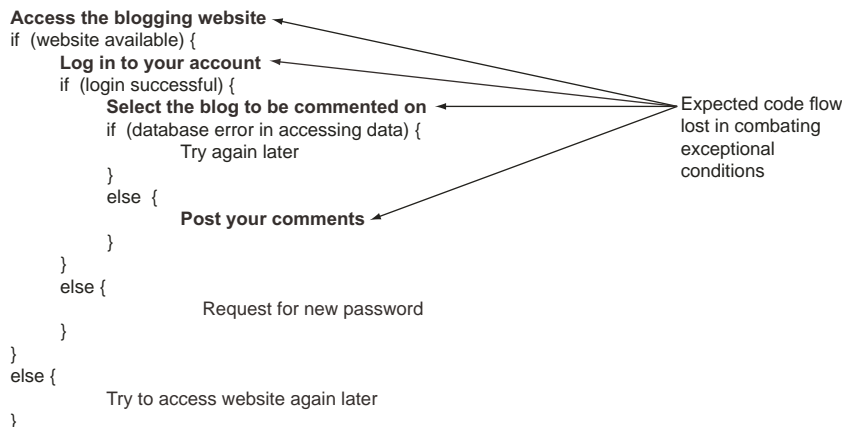 Access the blogging website
if (website available) {
Log in to your account
if (login successful) {
Select the blog to be commented on
if (database error in accessing data) {
Try again later
}
else {
Post your comments
}
}
else {
Request for new password
}
}
else {
Try to access website again later
}
Expected code flow
lost in combating
exceptional
conditions